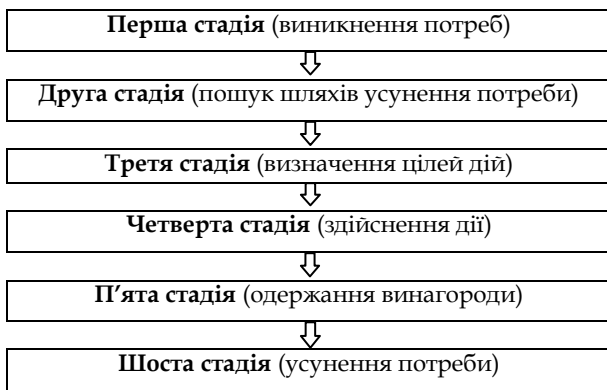 Перша стадія (виникнення потреб)
Друга стадія (пошук шляхів усунення потреби)
Третя стадія (визначення цілей дій)
Четверта стадія (здійснення дії)
П'ята стадія (одержання винагороди)
Шоста стадія (усунення потреби)